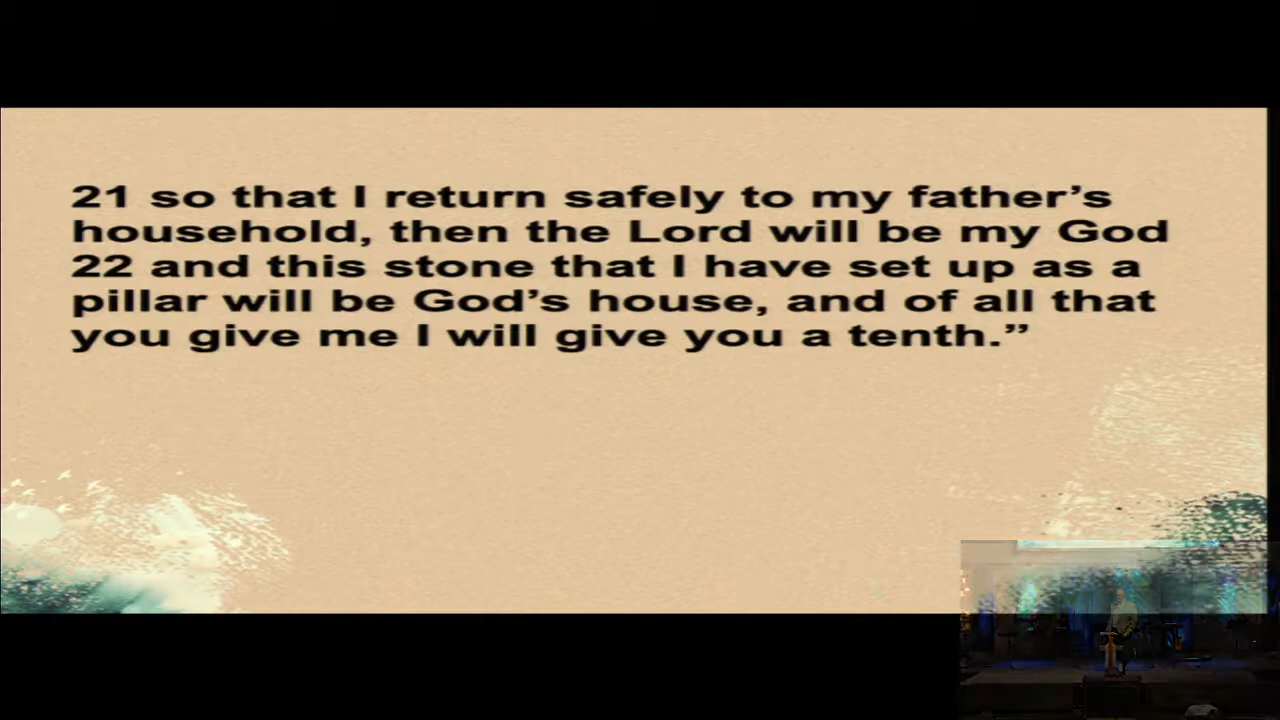 21 so that I return safely to my father’s
household, then the Lord will be my God
22 and this stone that I have set up as a
pillar will be God’s house, and of all that
you give me I will give you a tenth.”